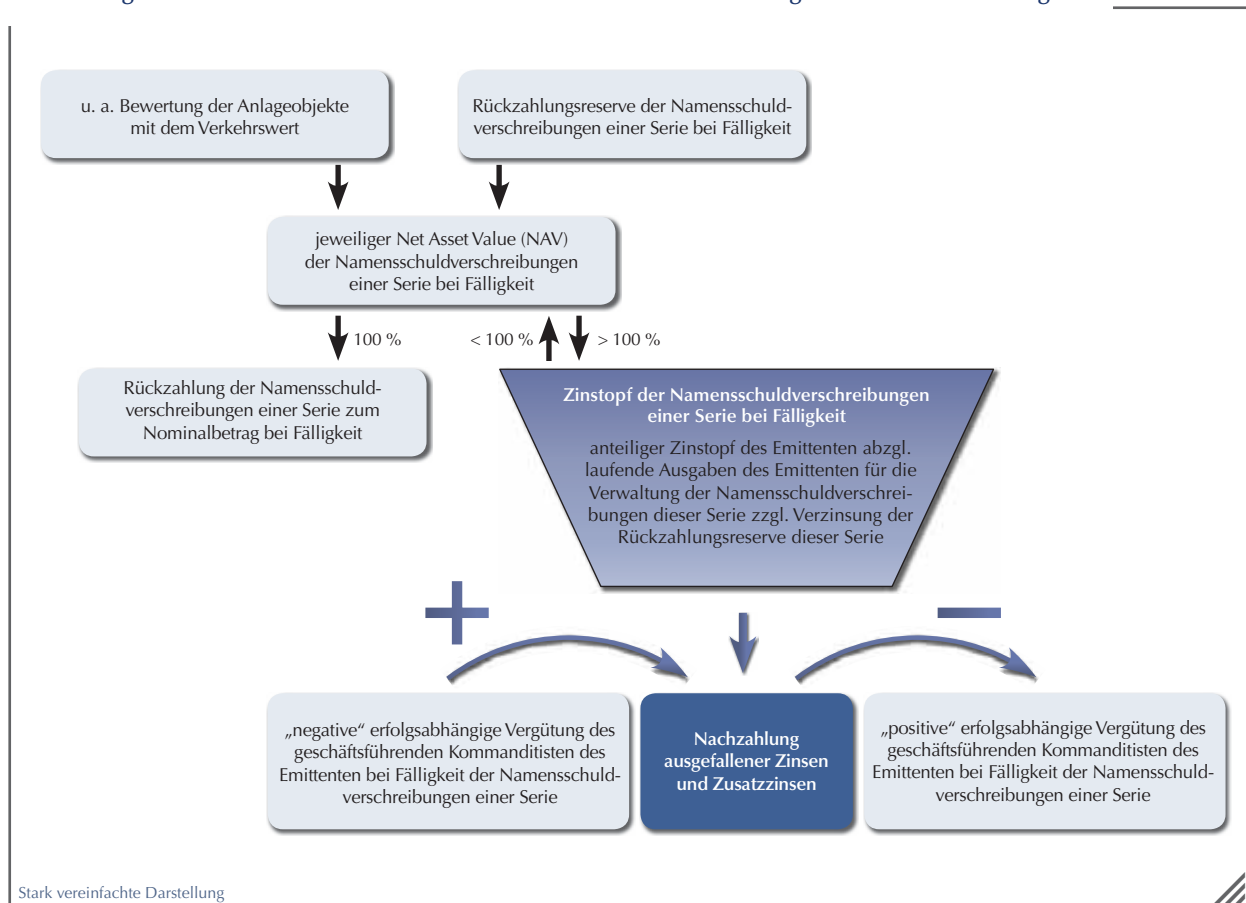 u. a. Bewertung der Anlageobjekte
mit dem Verkehrswert
Rückzahlungsreserve der Namensschuld-
verschreibungen einer Serie bei Fälligkeit
jeweiliger Net Asset Value (NAV)
der Namensschuldverschreibungen
einer Serie bei Fälligkeit
100 %
< 100 %
> 100 %
Rückzahlung der Namensschuld-
verschreibungen einer Serie zum
Nominalbetrag bei Fälligkeit
Zinstopf der Namensschuldverschreibungen
einer Serie bei Fälligkeit
anteiliger Zinstopf des Emittenten abzgl.
laufende Ausgaben des Emittenten für die
Verwaltung der Namensschuldverschrei-
bungen dieser Serie zzgl. Verzinsung der
Rückzahlungsreserve dieser Serie
+
–
„negative“ erfolgsabhängige Vergütung des
geschäftsführenden Kommanditisten des
Emittenten bei Fälligkeit der Namensschuld-
verschreibungen einer Serie
Nachzahlung
ausgefallener Zinsen
und Zusatzzinsen
„positive“ erfolgsabhängige Vergütung des
geschäftsführenden Kommanditisten des
Emittenten bei Fälligkeit der Namensschuld-
verschreibungen einer Serie
Stark vereinfachte Darstellung